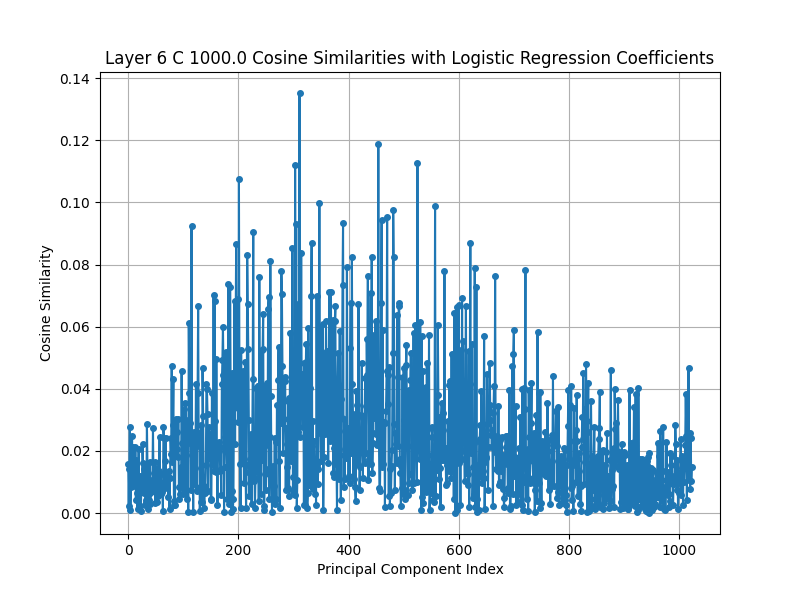 Layer 6 C 1000.0 Cosine Similarities with Logistic Regression Coefficients
0.14
0.12
0.10
0.08
0.06
0.04
0.02
0.00
Cosine Similarity
0 200 400 600 800 1000
Principal Component Index